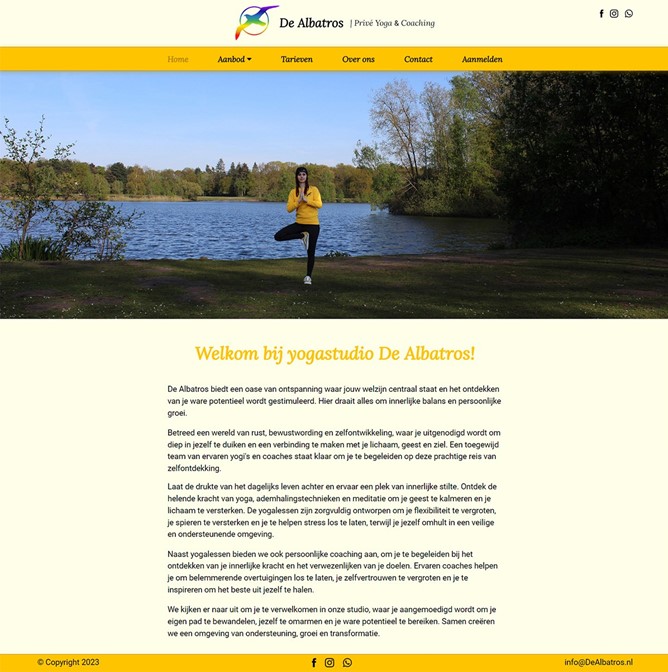 De Albatros | Privé Yoga & Coaching
Home Aanbod Tarieven Over ons Contact Aanmelden
Welkom bij yogastudio De Albatros!
De Albatros biedt een oase van ontspanning waar jouw welzijn centraal staat en het ontdekken
van je ware potentieel wordt gestimuleerd. Hier draait alles om innerlijke balans en persoonlijke
groei.
Betreed een wereld van rust, bewustwording en zelfontwikkeling, waar je uitgenodigd wordt om
diep in jezelf te duiken en een verbinding te maken met je lichaam, geest en ziel. Een toegewijd
team van ervaren yogi's en coaches staat klaar om je te begeleiden op deze prachtige reis van
zelfontdekking.
Laat de drukte van het dagelijks leven achter en ervaar een plek van innerlijke stilte. Ontdek de
helende kracht van yoga, ademhalingstechnieken en meditatie om je geest te kalmeren en je
lichaam te versterken. De yogalessen zijn zorgvuldig ontworpen om je flexibiliteit te vergroten,
je spieren te versterken en je te helpen stress los te laten, terwijl je jezelf omhult in een veilige
en ondersteunende omgeving.
Naast yogalessen bieden we ook persoonlijke coaching aan, om je te begeleiden bij het
ontdekken van je innerlijke kracht en het verwezenlijken van je doelen. Ervaren coaches helpen
je om belemmerende overtuigingen los te laten, je zelfvertrouwen te vergroten en je te
inspireren om het beste uit jezelf te halen.
We kijken er naar uit om je te verwelkomen in onze studio, waar je aangemoedigd wordt om je
eigen pad te bewandelen, jezelf te omarmen en je ware potentieel te bereiken. Samen creëren
we een omgeving van ondersteuning, groei en transformatie.
© Copyright 2023 info@DeAlbatros.nl